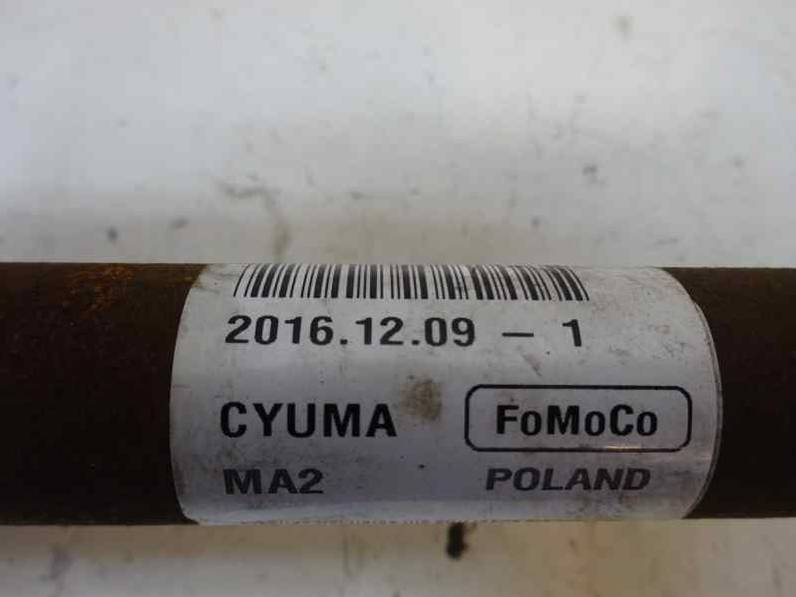 2016.12.09 – 1
CYUMA FoMoCo
MA2 POLAND